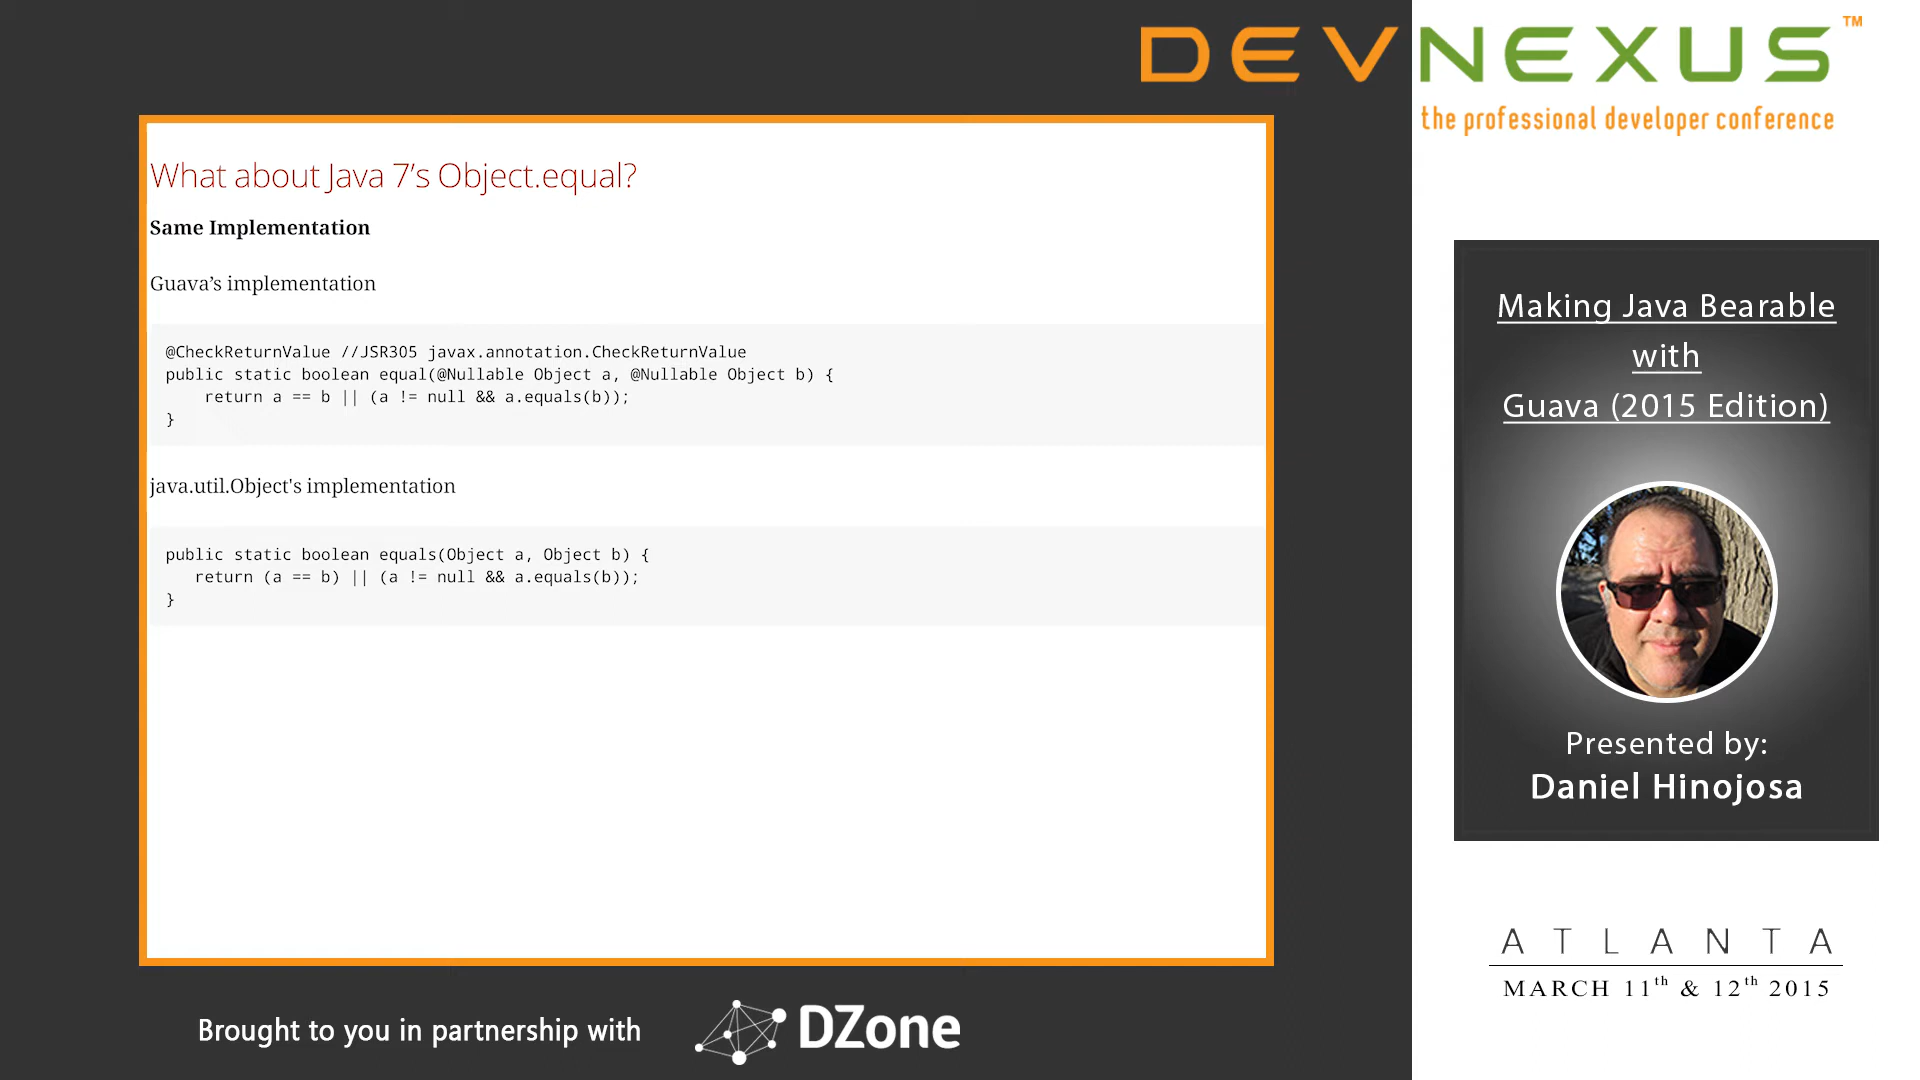 DEVNEXUS™
the professional developer conference
What about Java 7’s Object.equal?
Same Implementation
Guava’s implementation
@CheckReturnValue //JSR305 javax.annotation.CheckReturnValue
public static boolean equal(@Nullable Object a, @Nullable Object b) {
    return a == b || (a != null && a.equals(b));
}
java.util.Object's implementation
public static boolean equals(Object a, Object b) {
   return (a == b) || (a != null && a.equals(b));
}
Making Java Bearable
with
Guava (2015 Edition)
Presented by:
Daniel Hinojosa
ATLANTA
MARCH 11th & 12th 2015
Brought to you in partnership with
DZone